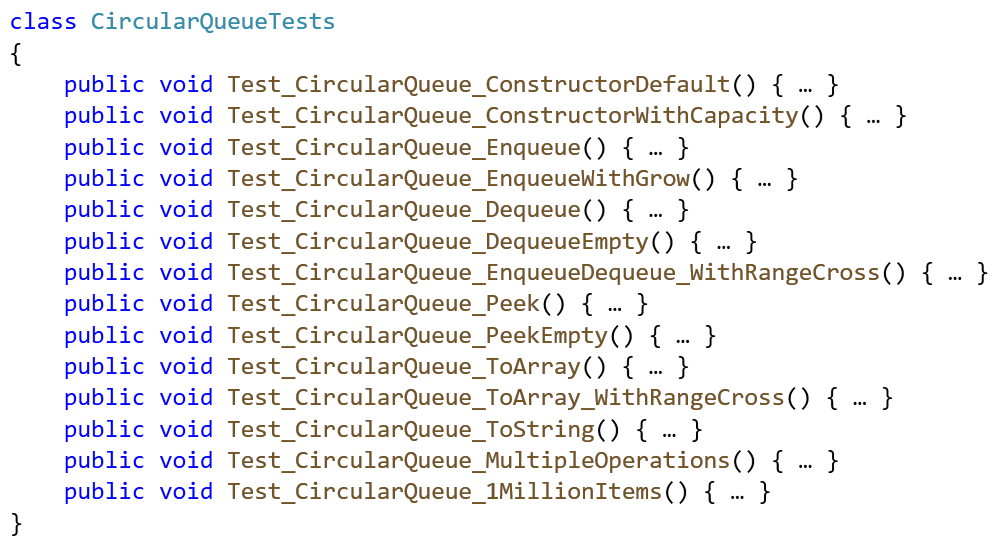 class CircularQueueTests
{
    public void Test_CircularQueue_ConstructorDefault() { … }
    public void Test_CircularQueue_ConstructorWithCapacity() { … }
    public void Test_CircularQueue_Enqueue() { … }
    public void Test_CircularQueue_EnqueueWithGrow() { … }
    public void Test_CircularQueue_Dequeue() { … }
    public void Test_CircularQueue_DequeueEmpty() { … }
    public void Test_CircularQueue_EnqueueDequeue_WithRangeCross() { … }
    public void Test_CircularQueue_Peek() { … }
    public void Test_CircularQueue_PeekEmpty() { … }
    public void Test_CircularQueue_ToArray() { … }
    public void Test_CircularQueue_ToArray_WithRangeCross() { … }
    public void Test_CircularQueue_ToString() { … }
    public void Test_CircularQueue_MultipleOperations() { … }
    public void Test_CircularQueue_1MillionItems() { … }
}